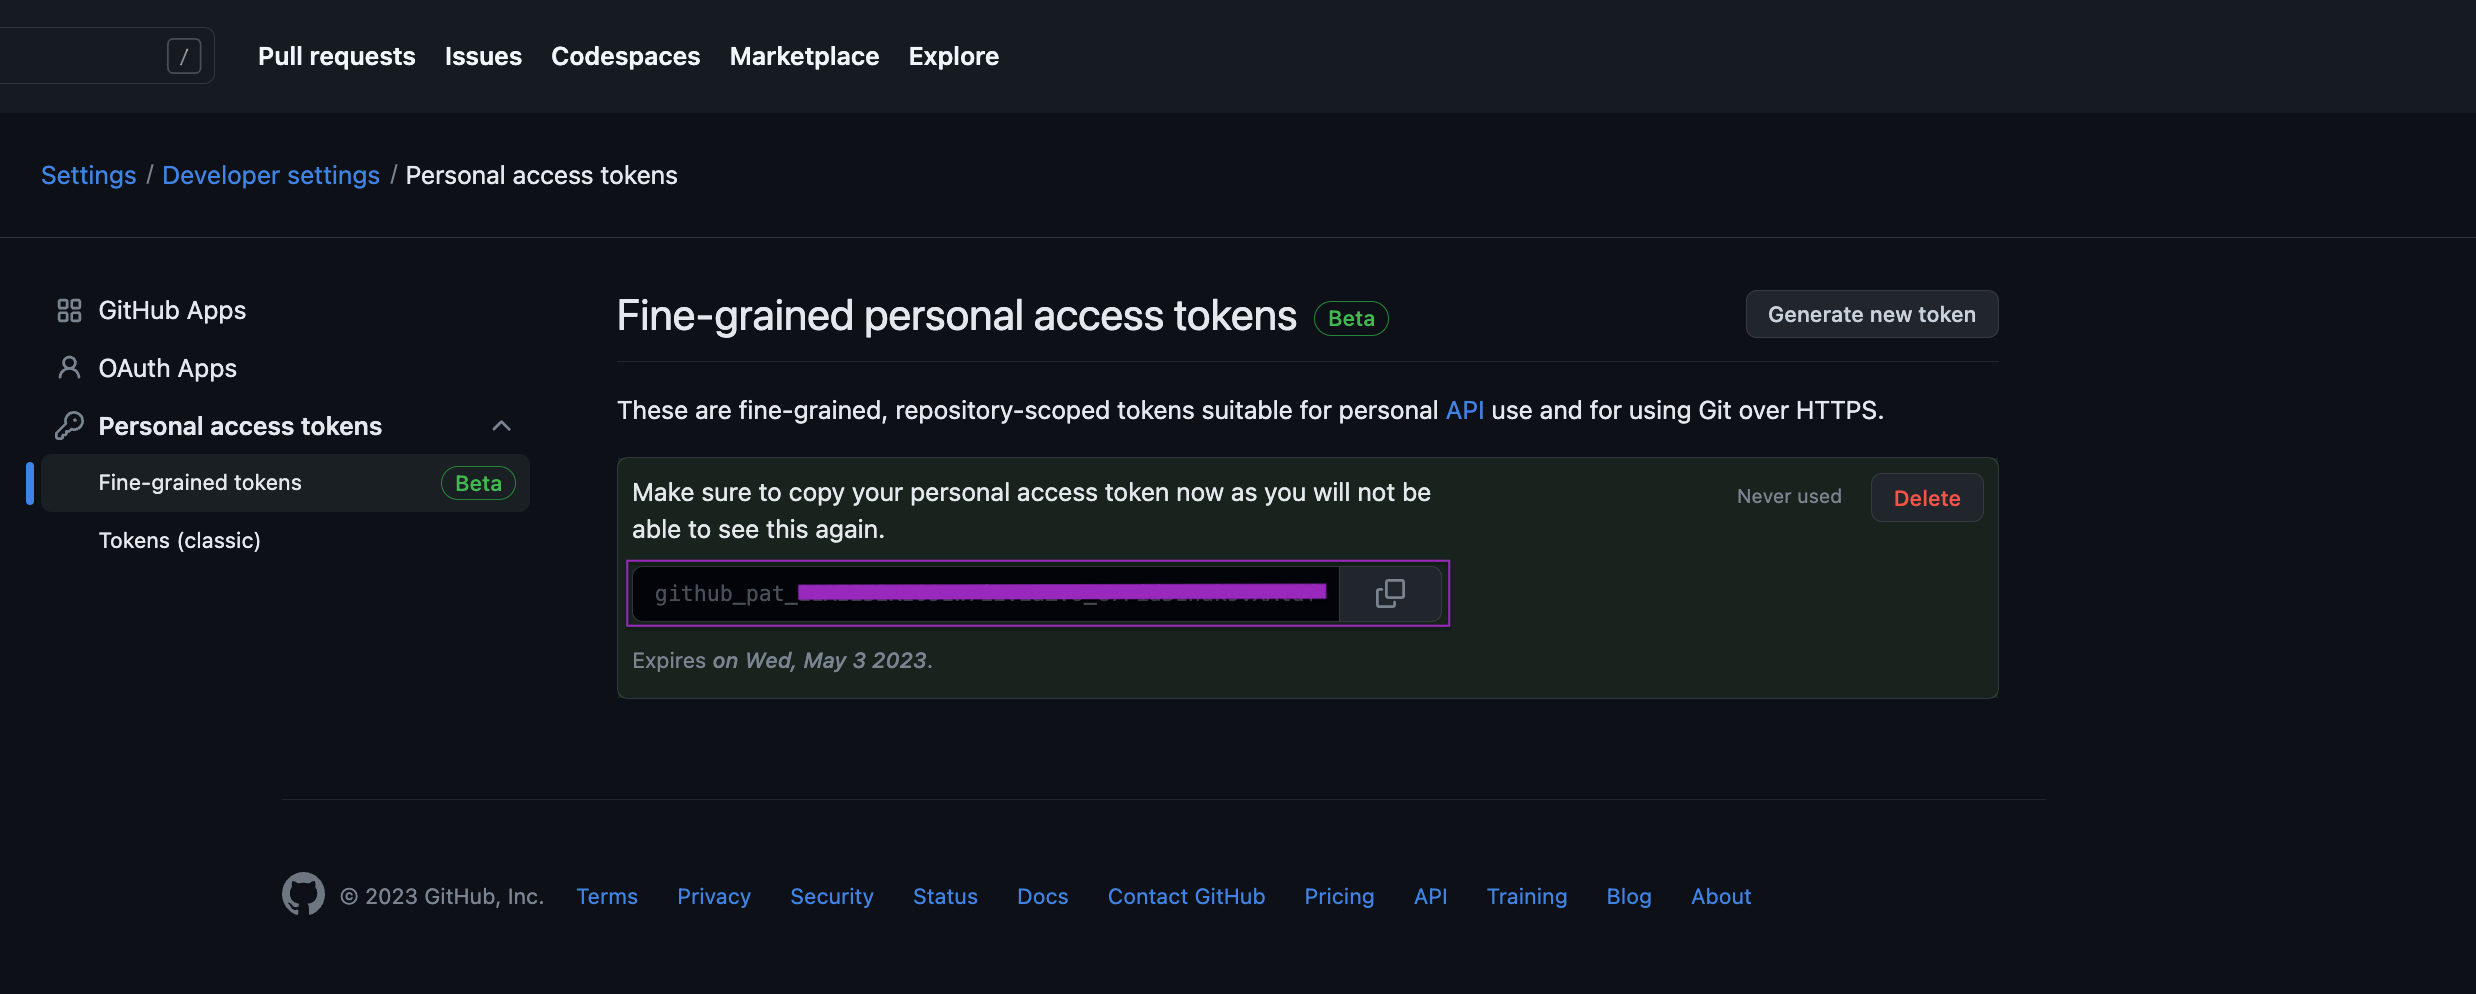 /
Pull requests Issues Codespaces Marketplace Explore
Settings / Developer settings / Personal access tokens
GitHub Apps
OAuth Apps
Personal access tokens
Fine-grained tokens Beta
Tokens (classic)
Fine-grained personal access tokens Beta
Generate new token
These are fine-grained, repository-scoped tokens suitable for personal API use and for using Git over HTTPS.
Make sure to copy your personal access token now as you will not be
able to see this again.
Never used Delete
github_pat_
Expires on Wed, May 3 2023.
© 2023 GitHub, Inc. Terms Privacy Security Status Docs Contact GitHub Pricing API Training Blog About